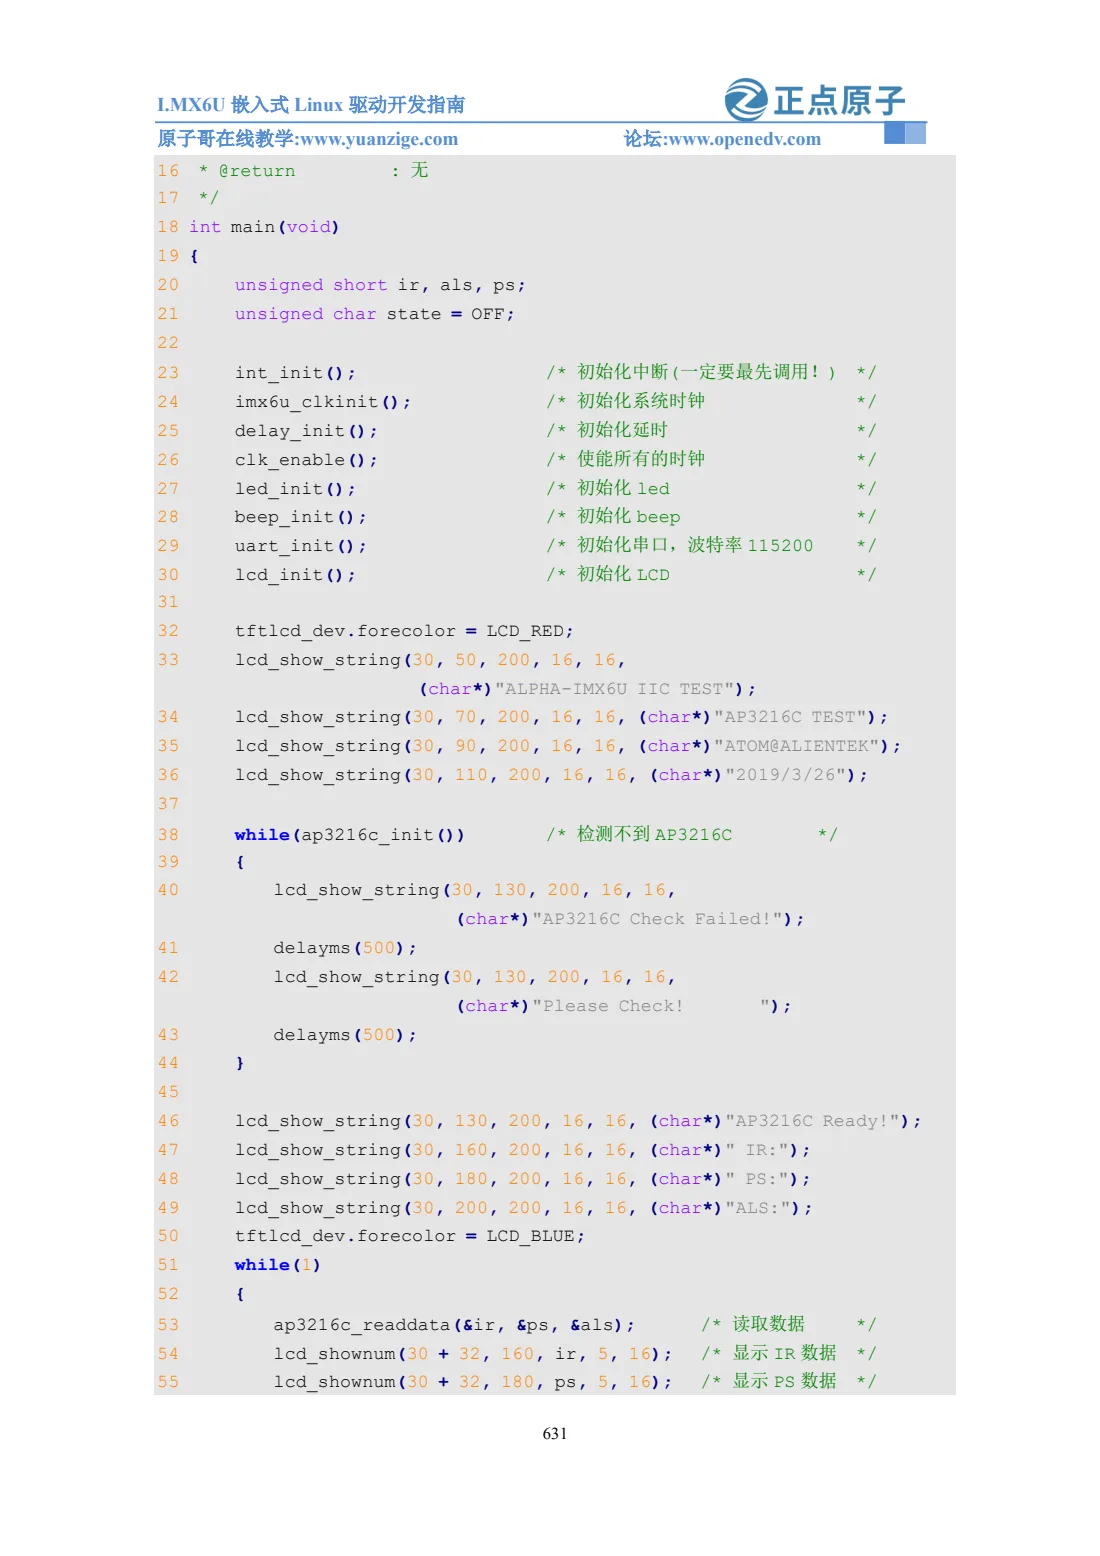 I.MX6U 嵌入式 Linux 驱动开发指南
正点原子
原子哥在线教学:www.yuanzige.com 论坛:www.openedv.com
16 * @return : 无
17 */
18 int main(void)
19 {
20 unsigned short ir, als, ps;
21 unsigned char state = OFF;
22
23 int_init(); /* 初始化中断(一定要最先调用！) */
24 imx6u_clkinit(); /* 初始化系统时钟 */
25 delay_init(); /* 初始化延时 */
26 clk_enable(); /* 使能所有的时钟 */
27 led_init(); /* 初始化 led */
28 beep_init(); /* 初始化 beep */
29 uart_init(); /* 初始化串口，波特率 115200 */
30 lcd_init(); /* 初始化 LCD */
31
32 tftlcd_dev.forecolor = LCD_RED;
33 lcd_show_string(30, 50, 200, 16, 16,
(char*)"ALPHA-IMX6U IIC TEST");
34 lcd_show_string(30, 70, 200, 16, 16, (char*)"AP3216C TEST");
35 lcd_show_string(30, 90, 200, 16, 16, (char*)"ATOM@ALIENTEK");
36 lcd_show_string(30, 110, 200, 16, 16, (char*)"2019/3/26");
37
38 while(ap3216c_init()) /* 检测不到 AP3216C */
39 {
40 lcd_show_string(30, 130, 200, 16, 16,
(char*)"AP3216C Check Failed!");
41 delayms(500);
42 lcd_show_string(30, 130, 200, 16, 16,
(char*)"Please Check!        ");
43 delayms(500);
44 }
45
46 lcd_show_string(30, 130, 200, 16, 16, (char*)"AP3216C Ready!");
47 lcd_show_string(30, 160, 200, 16, 16, (char*)" IR:");
48 lcd_show_string(30, 180, 200, 16, 16, (char*)" PS:");
49 lcd_show_string(30, 200, 200, 16, 16, (char*)"ALS:");
50 tftlcd_dev.forecolor = LCD_BLUE;
51 while(1)
52 {
53 ap3216c_readdata(&ir, &ps, &als); /* 读取数据 */
54 lcd_shownum(30 + 32, 160, ir, 5, 16); /* 显示 IR 数据 */
55 lcd_shownum(30 + 32, 180, ps, 5, 16); /* 显示 PS 数据 */
631